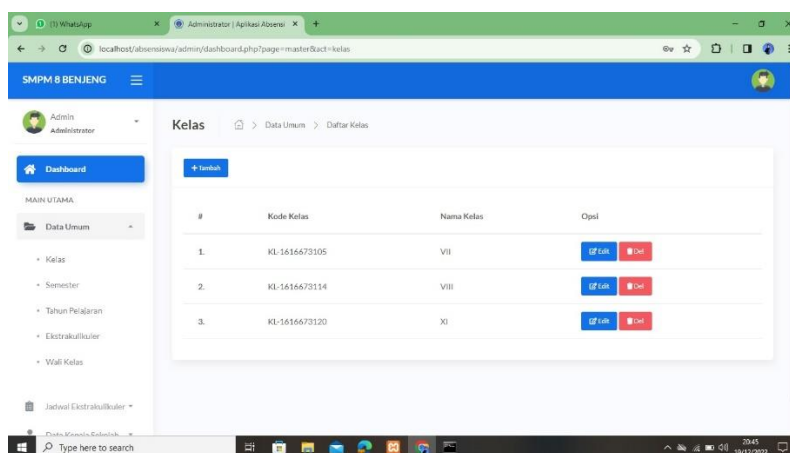 (1) WhatsApp
Administrator | Aplikasi Absensi
localhost/absensiswa/admin/dashboard.php?page=master&act=kelas
SMPM 8 BENJENG
Admin
Administrator
Kelas
Data Umum > Daftar Kelas
Dashboard
+ Tambah
MAIN UTAMA
# Kode Kelas Nama Kelas Opsi
Data Umum
1. KL-1616673105 VII Edit Del
Kelas
Semester
2. KL-1616673114 VIII Edit Del
Tahun Pelajaran
3. KL-1616673120 XI Edit Del
Ekstrakulikuler
Wali Kelas
Jadwal Ekstrakulikuler
Data Kepala Sekolah
Type here to search
20:45